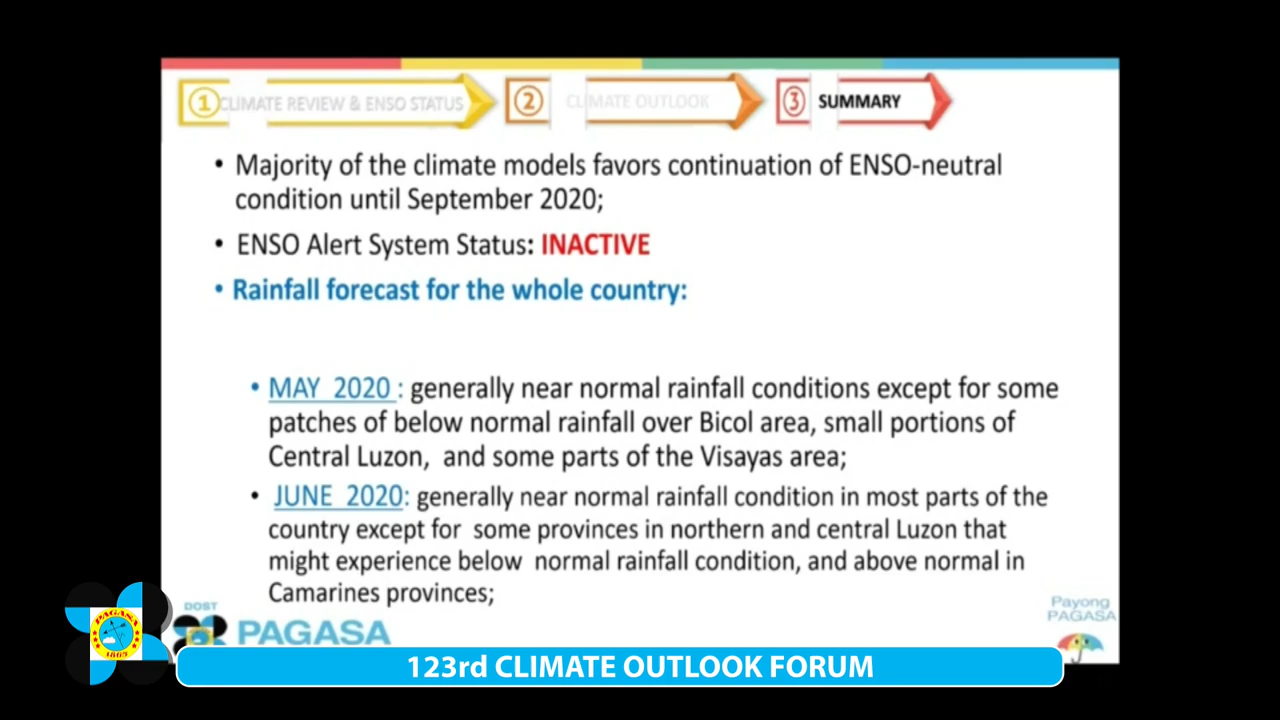 1 CLIMATE REVIEW & ENSO STATUS 2 CLIMATE OUTLOOK 3 SUMMARY
• Majority of the climate models favors continuation of ENSO-neutral
condition until September 2020;
• ENSO Alert System Status: INACTIVE
• Rainfall forecast for the whole country:
• MAY 2020 : generally near normal rainfall conditions except for some
patches of below normal rainfall over Bicol area, small portions of
Central Luzon, and some parts of the Visayas area;
• JUNE 2020: generally near normal rainfall condition in most parts of the
country except for some provinces in northern and central Luzon that
might experience below normal rainfall condition, and above normal in
Camarines provinces;
DOST
PAGASA
Payong
PAGASA
PAGASA
1865
123rd CLIMATE OUTLOOK FORUM